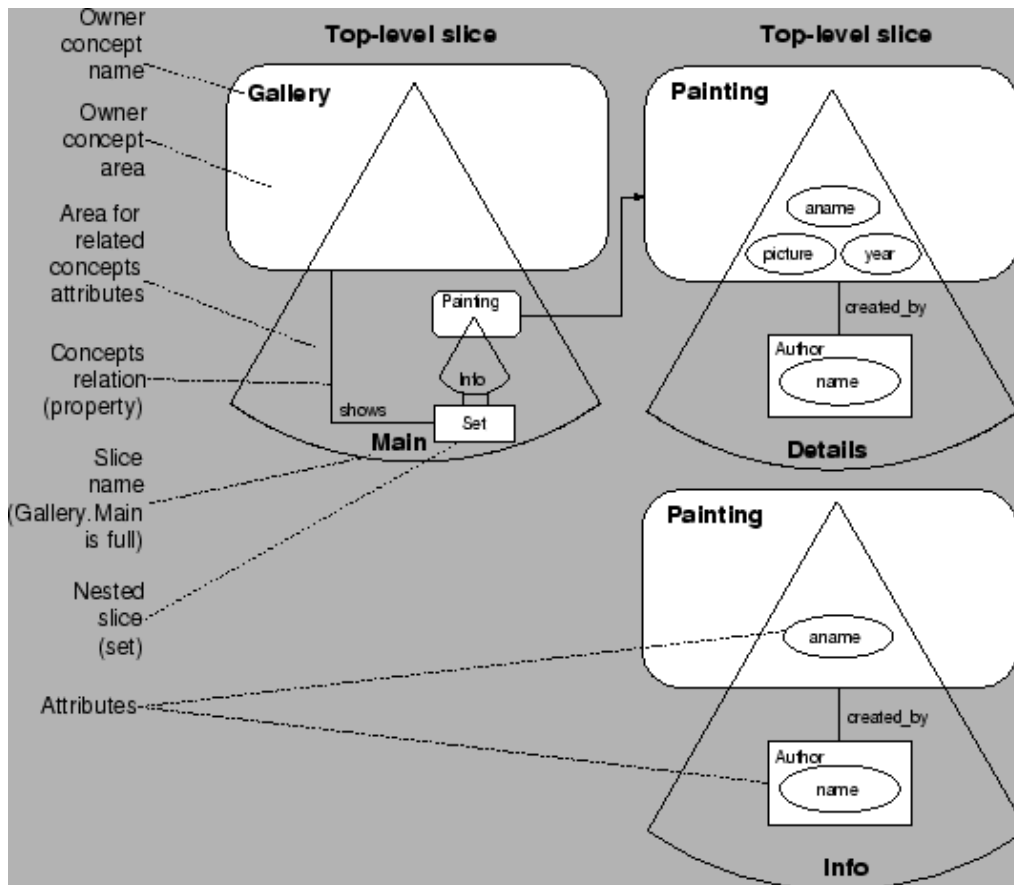 Owner
concept
name
Owner
concept
area
Area for
related
concepts
attributes
Concepts
relation
(property)
Slice
name
(Gallery.Main
is full)
Nested
slice
(set)
Attributes
Top-level slice
Gallery
Painting
Info
shows
Set
Main
Top-level slice
Painting
aname
picture year
created_by
Author
name
Details
Painting
aname
created_by
Author
name
Info